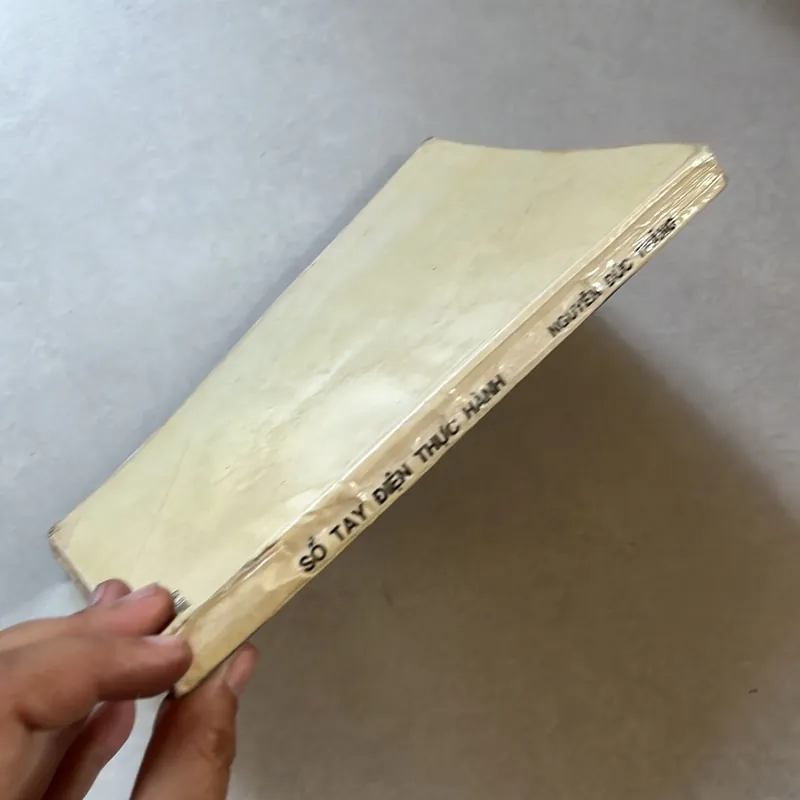 SỔ TAY ĐIỆN THỰC HÀNH
NGUYỄN ĐỨC